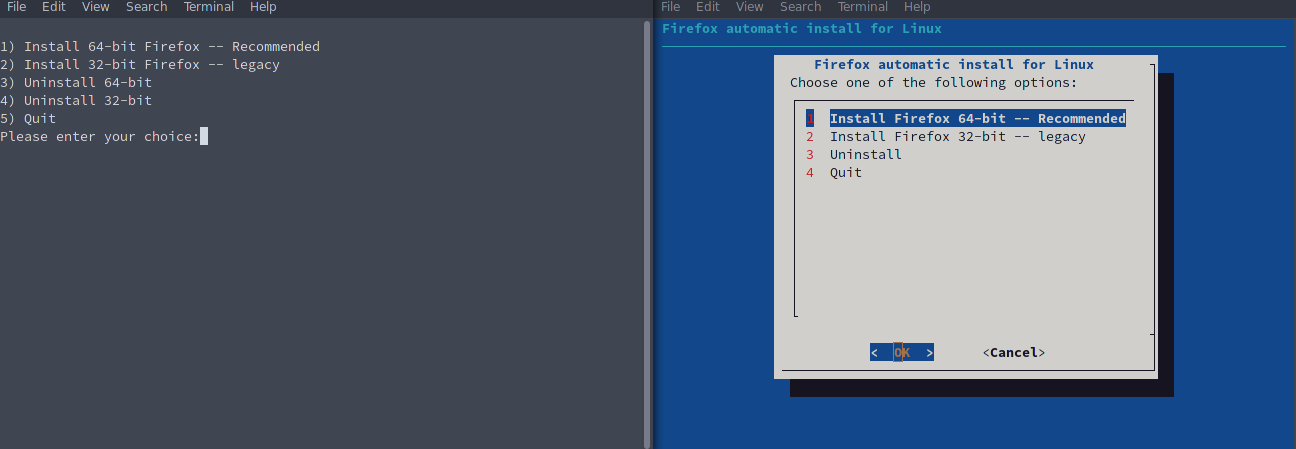 File Edit View Search Terminal Help
1) Install 64-bit Firefox -- Recommended
2) Install 32-bit Firefox -- legacy
3) Uninstall 64-bit
4) Uninstall 32-bit
5) Quit
Please enter your choice:
File Edit View Search Terminal Help
Firefox automatic install for Linux
Firefox automatic install for Linux
Choose one of the following options:
1 Install Firefox 64-bit -- Recommended
2 Install Firefox 32-bit -- legacy
3 Uninstall
4 Quit
< OK > <Cancel>